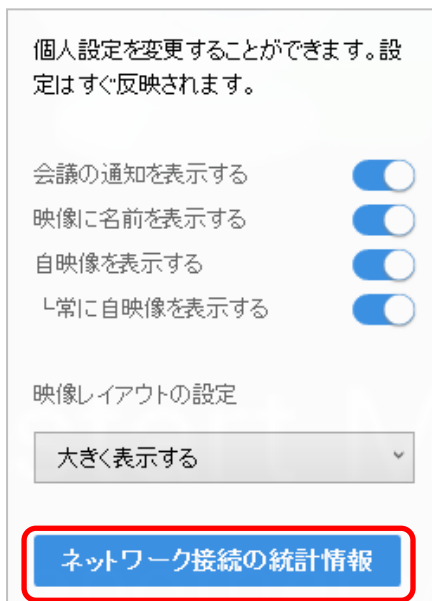 個人設定を変更することができます。設
定はすぐ反映されます。
会議の通知を表示する
映像に名前を表示する
自映像を表示する
└常に自映像を表示する
映像レイアウトの設定
大きく表示する
ネットワーク接続の統計情報